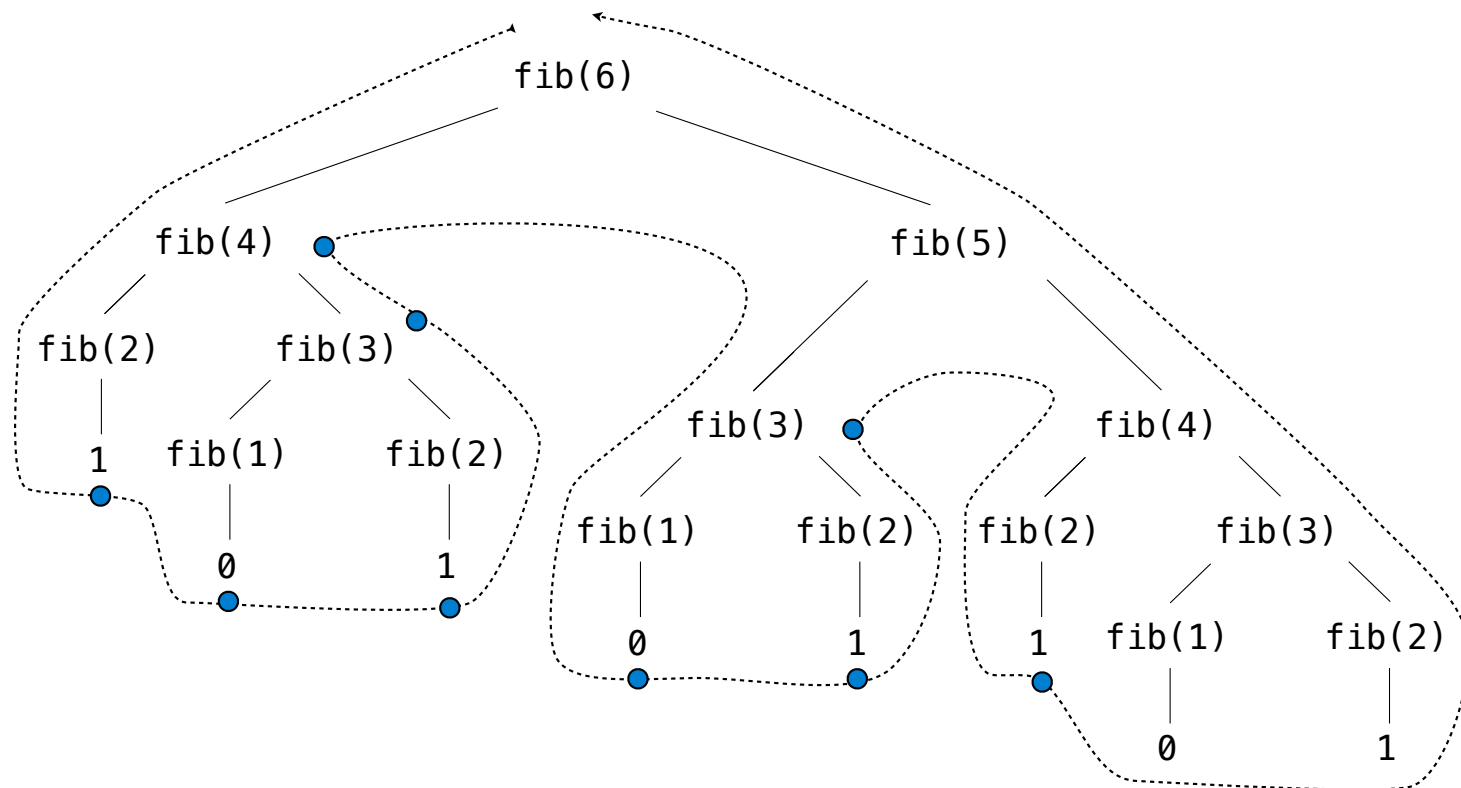 fib(6)
fib(4) fib(5)
fib(2) fib(3)
fib(3) fib(4)
1 fib(1) fib(2)
fib(1) fib(2) fib(2) fib(3)
0 1
0 1 1 fib(1) fib(2)
0 1